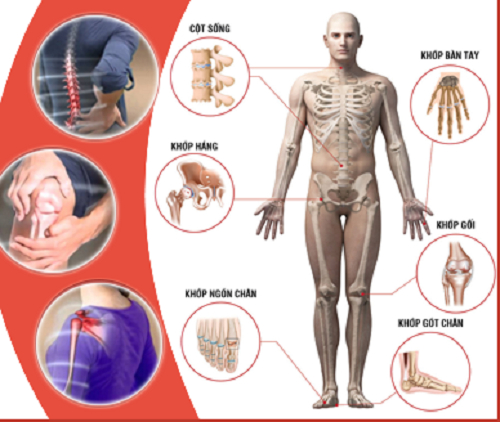 CỘT SỐNG
KHỚP BÀN TAY
KHỚP HÁNG
KHỚP GỐI
KHỚP NGÓN CHÂN
KHỚP GÓT CHÂN